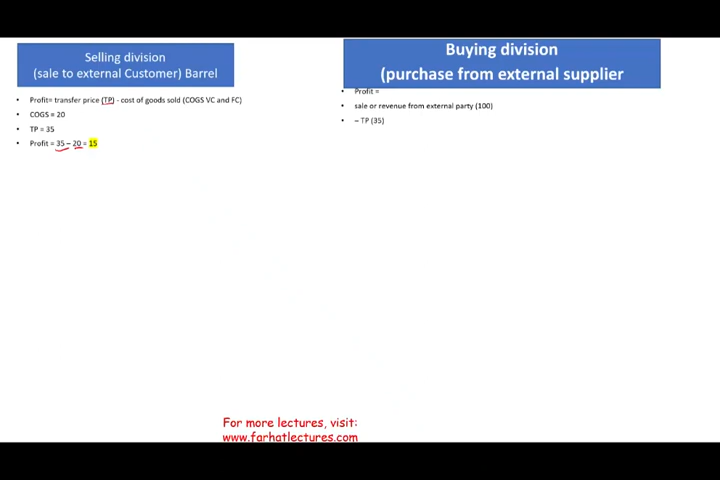 Selling division
(sale to external Customer) Barrel
• Profit= transfer price (TP) - cost of goods sold (COGS VC and FC)
• COGS = 20
• TP = 35
• Profit = 35 – 20 = 15
Buying division
(purchase from external supplier
• Profit =
• sale or revenue from external party (100)
• – TP (35)
For more lectures, visit:
www.farhatlectures.com